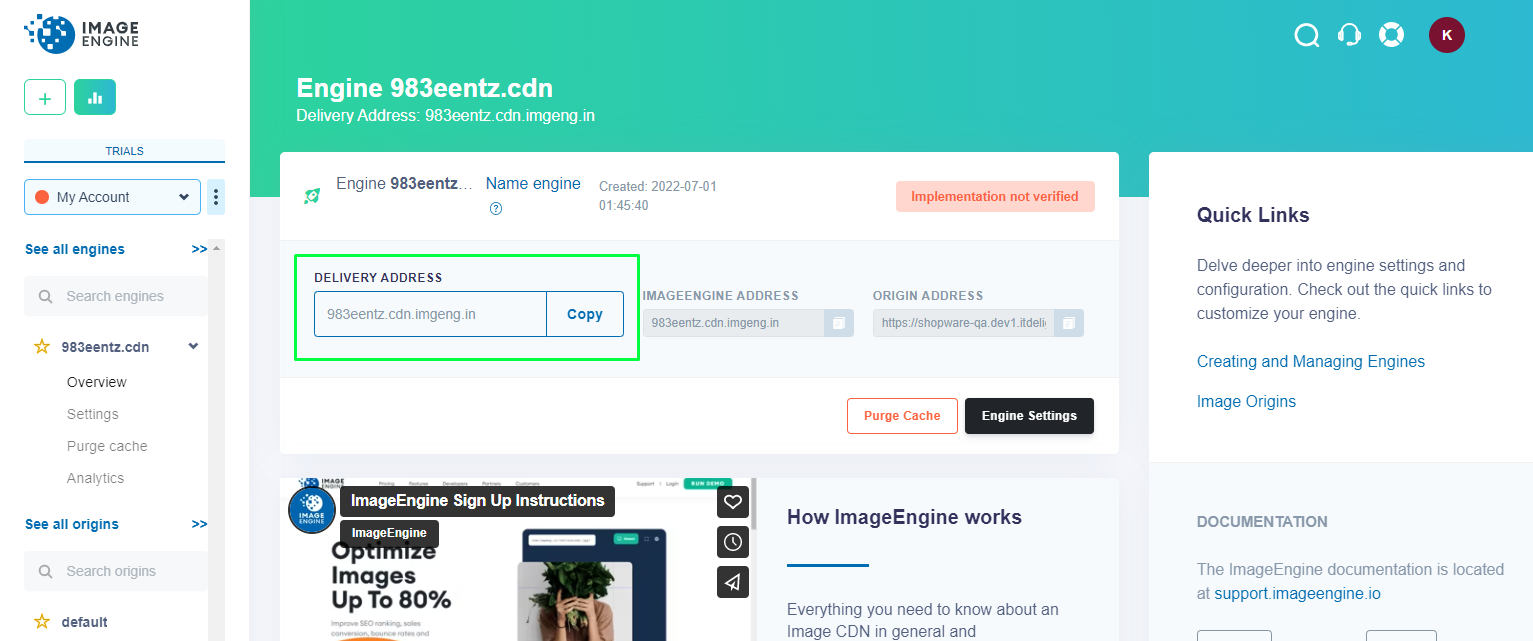 IMAGE
ENGINE
K
Engine 983eentz.cdn
Delivery Address: 983eentz.cdn.imgeng.in
+
TRIALS
My Account
See all engines >>
Search engines
983eentz.cdn
Overview
Settings
Purge cache
Analytics
See all origins >>
Search origins
default
Engine 983eentz... Name engine
?
Created: 2022-07-01
01:45:40
Implementation not verified
DELIVERY ADDRESS
983eentz.cdn.imgeng.in Copy
IMAGEENGINE ADDRESS
983eentz.cdn.imgeng.in
ORIGIN ADDRESS
https://shopware-qa.dev1.itdelig
Purge Cache Engine Settings
IMAGE
ENGINE
Pricing Features Developers Partners Customers Support Login RUN DEMO
IMAGE
ENGINE
ImageEngine Sign Up Instructions
ImageEngine
Optimize
Images
Up To 80%
Improve SEO ranking, sales
conversion, bounce rates and
How ImageEngine works
Everything you need to know about an
Image CDN in general and
Quick Links
Delve deeper into engine settings and
configuration. Check out the quick links to
customize your engine.
Creating and Managing Engines
Image Origins
DOCUMENTATION
The ImageEngine documentation is located
at support.imageengine.io